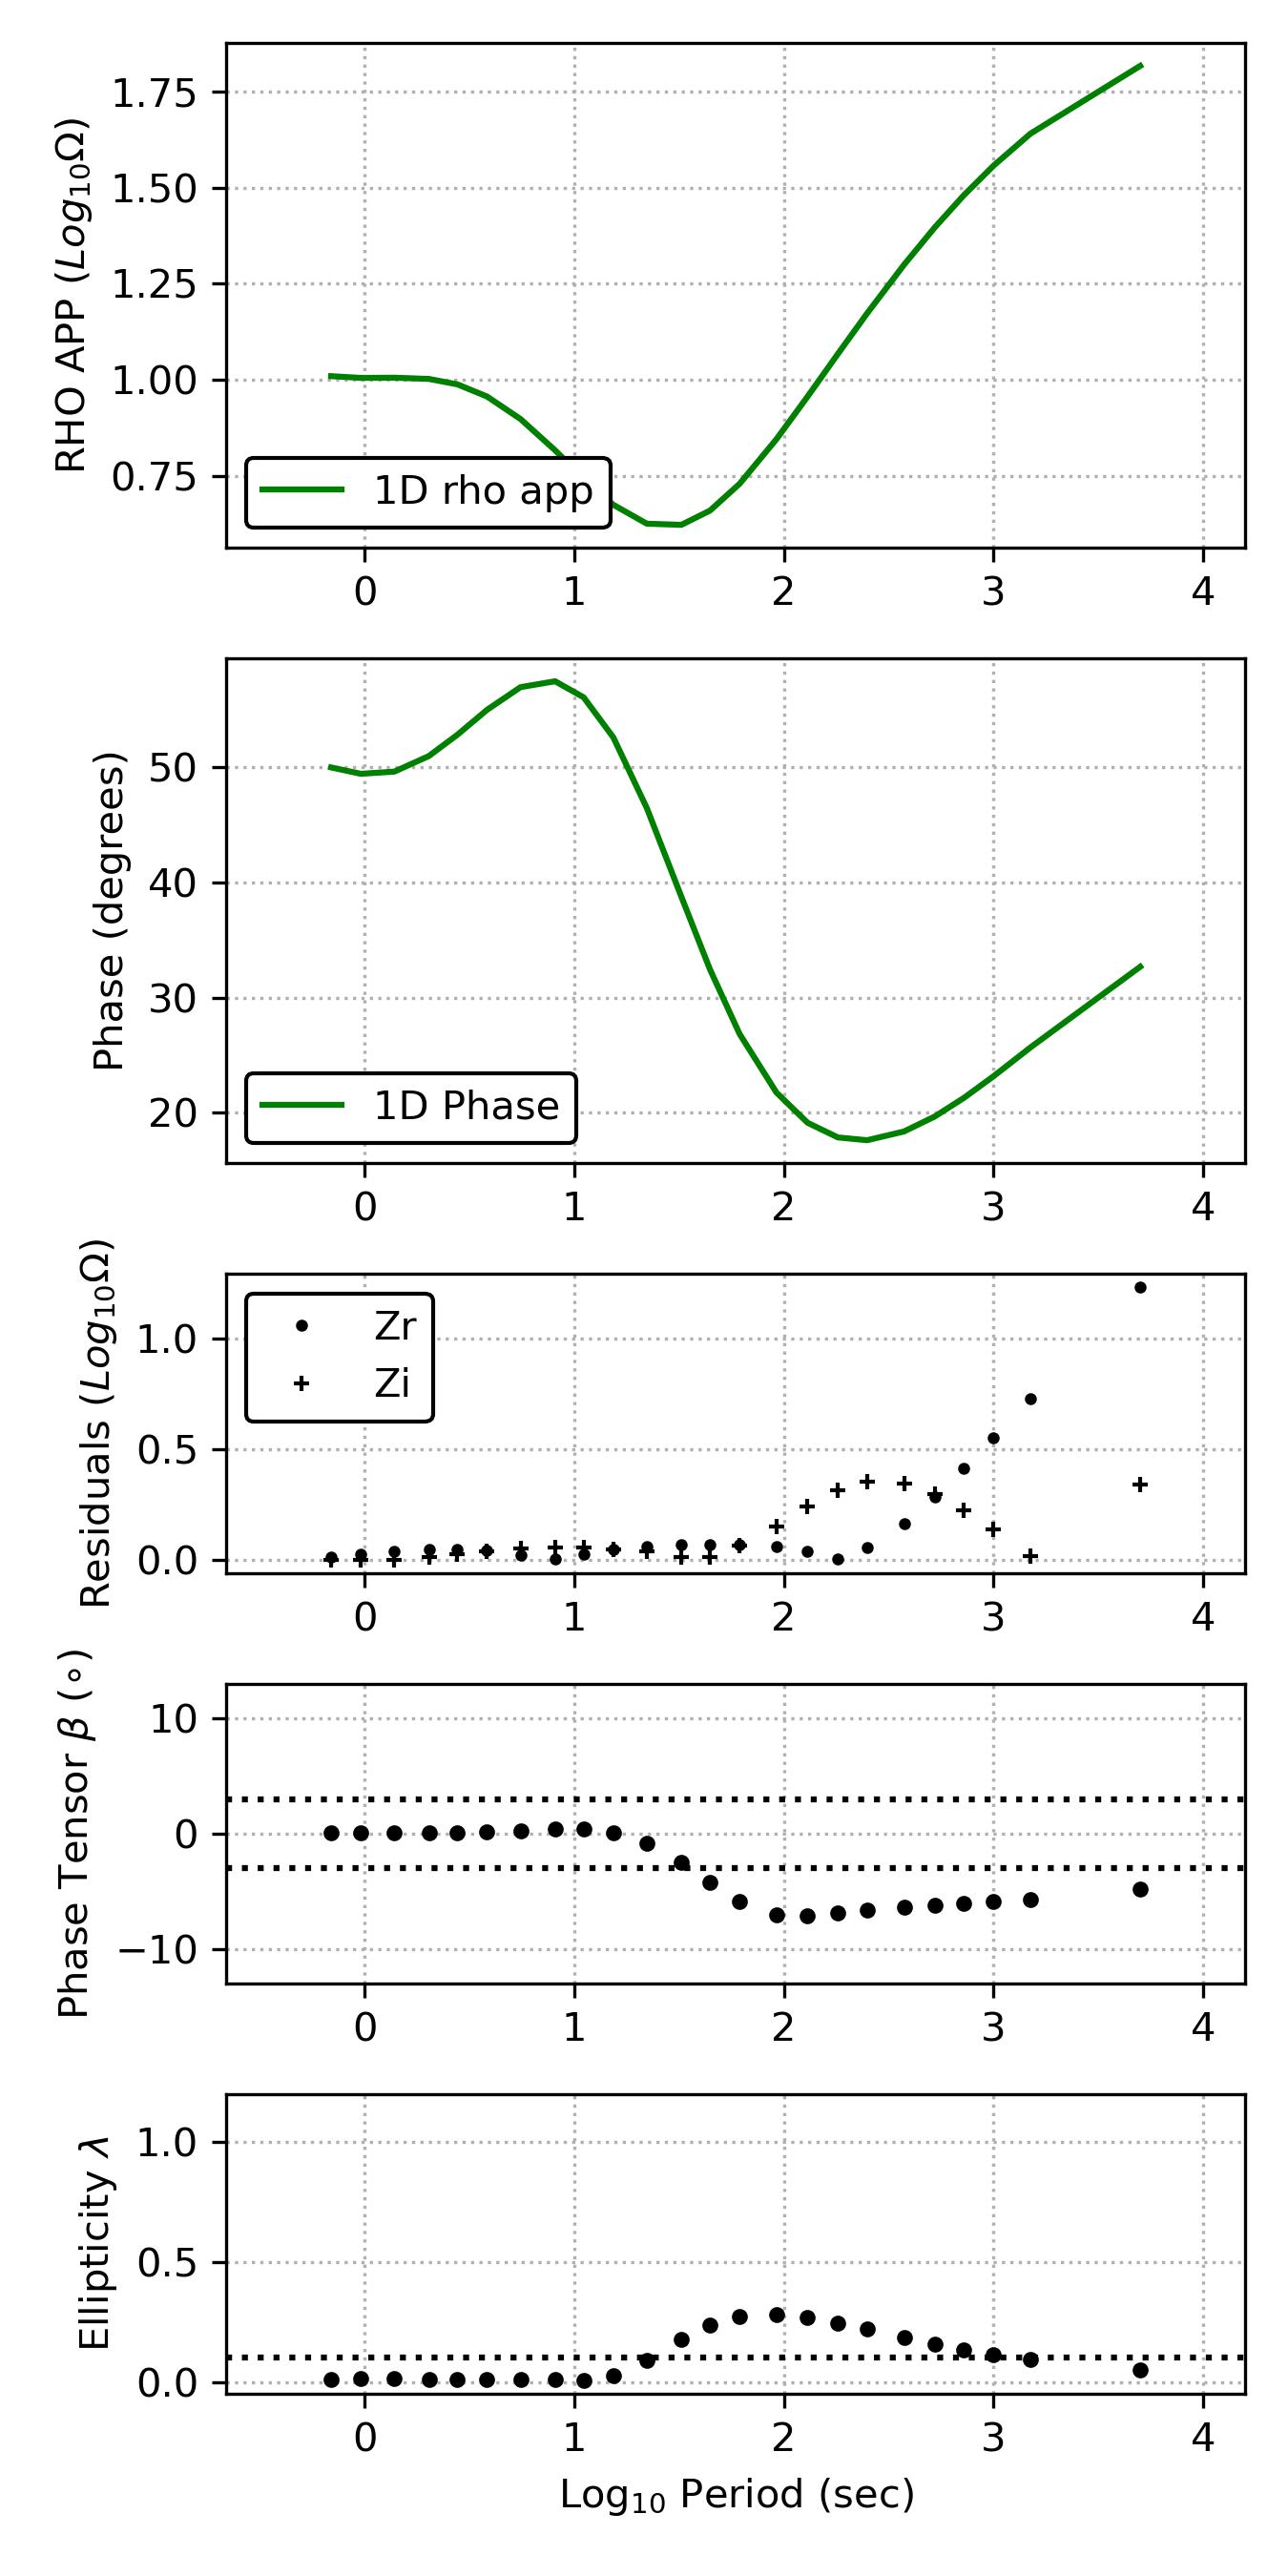 RHO APP (Log₁₀Ω)
1.75
1.50
1.25
1.00
0.75
1D rho app
0 1 2 3 4
Phase (degrees)
50
40
30
20
1D Phase
0 1 2 3 4
Residuals (Log₁₀Ω)
1.0
0.5
0.0
Zr
Zi
0 1 2 3 4
Phase Tensor β (∘)
10
0
−10
0 1 2 3 4
Ellipticity λ
1.0
0.5
0.0
0 1 2 3 4
Log₁₀ Period (sec)